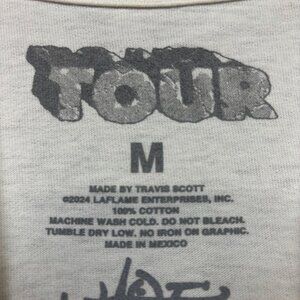 TOUR
M
MADE BY TRAVIS SCOTT
©2024 LAFLAME ENTERPRISES, INC.
100% COTTON
MACHINE WASH COLD. DO NOT BLEACH.
TUMBLE DRY LOW. NO IRON ON GRAPHIC.
MADE IN MEXICO